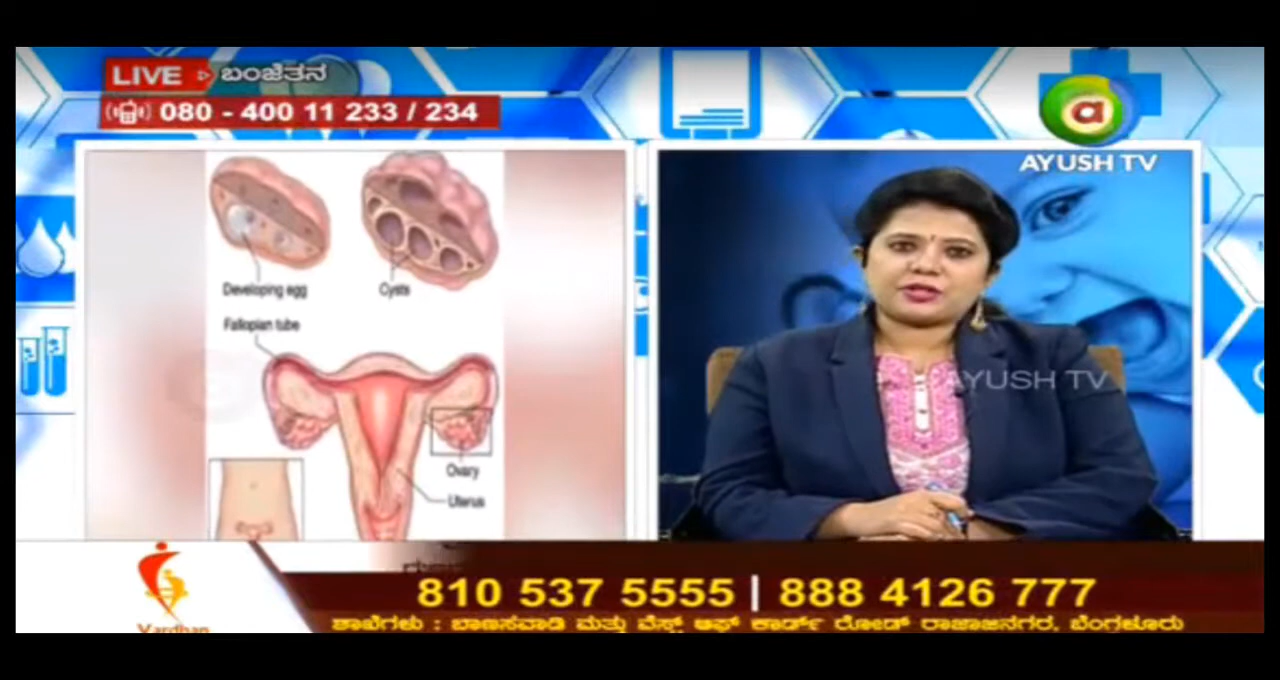 LIVE ಬಂಜೆತನ
080 - 400 11 233 / 234
AYUSH TV
Developing egg
Cysts
Fallopian tube
AYUSH TV
Ovary
Uterus
810 537 5555 | 888 4126 777
Vardhan
ಶಾಖೆಗಳು : ಬಾಣಸವಾಡಿ ಮತ್ತು ವೆಸ್ಟ್ ಆಫ್ ಕಾರ್ಡ್ ರೋಡ್ ರಾಜಾಜಿನಗರ, ಬೆಂಗಳೂರು